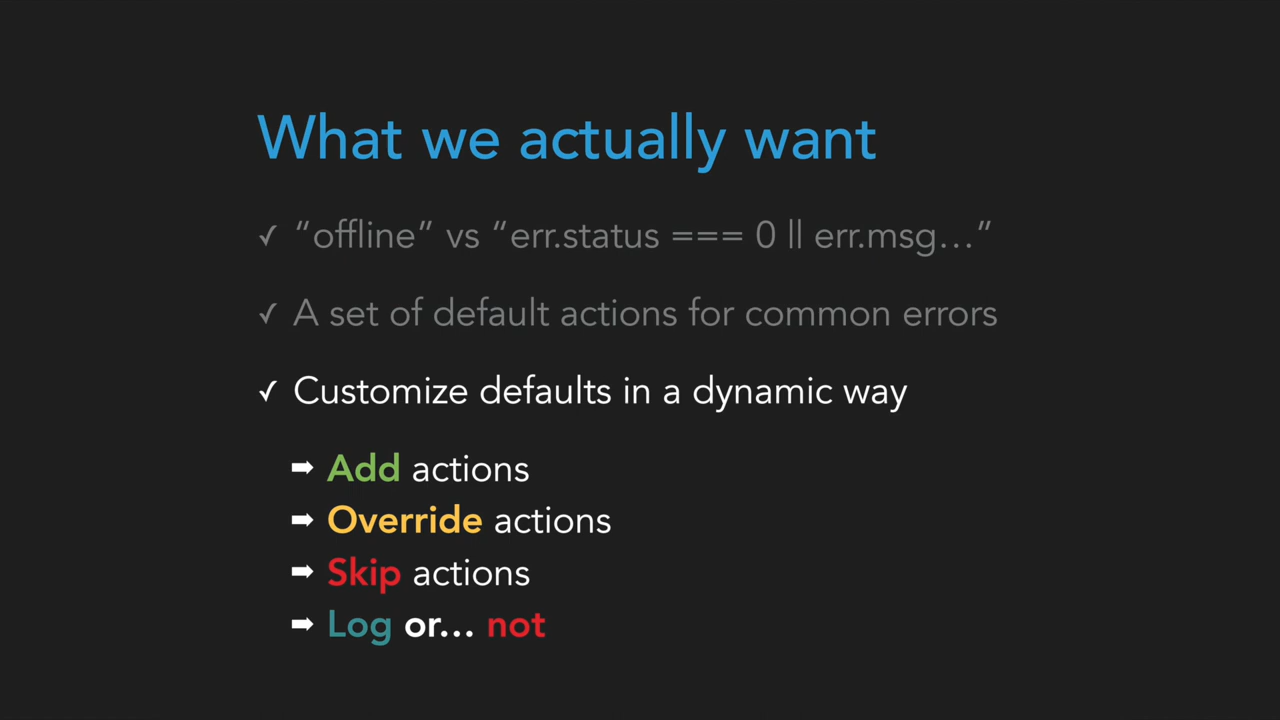 What we actually want
✓ “offline” vs “err.status === 0 || err.msg…”
✓ A set of default actions for common errors
✓ Customize defaults in a dynamic way
➡ Add actions
➡ Override actions
➡ Skip actions
➡ Log or… not